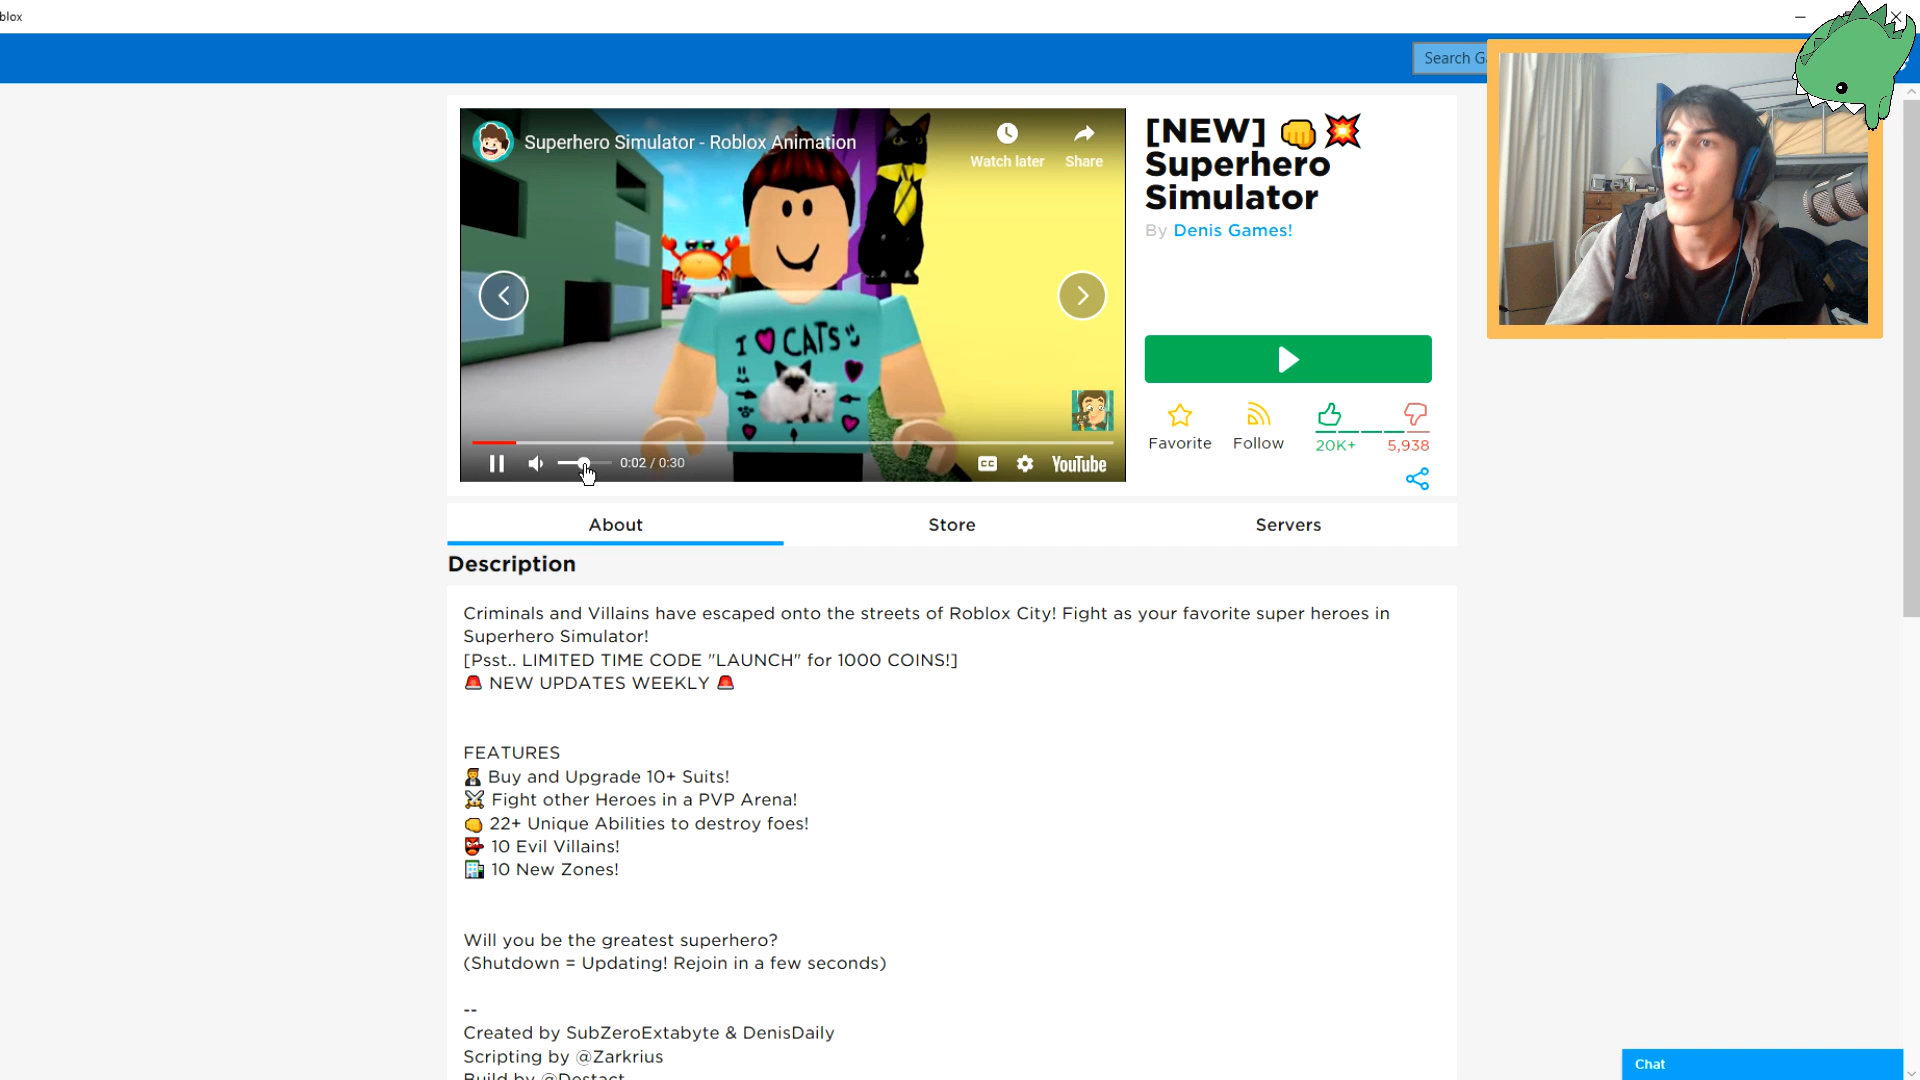 blox
Search G
Superhero Simulator - Roblox Animation
Watch later
Share
I CATS
0:02 / 0:30
CC
YouTube
[NEW] 👊💥
Superhero
Simulator
By Denis Games!
Favorite
Follow
20K+
5,938
About
Store
Servers
Description
Criminals and Villains have escaped onto the streets of Roblox City! Fight as your favorite super heroes in
Superhero Simulator!
[Psst.. LIMITED TIME CODE "LAUNCH" for 1000 COINS!]
🚨 NEW UPDATES WEEKLY 🚨
FEATURES
Buy and Upgrade 10+ Suits!
⚔ Fight other Heroes in a PVP Arena!
👊 22+ Unique Abilities to destroy foes!
👺 10 Evil Villains!
🏢 10 New Zones!
Will you be the greatest superhero?
(Shutdown = Updating! Rejoin in a few seconds)
--
Created by SubZeroExtabyte & DenisDaily
Scripting by @Zarkrius
Build by @Destact
Chat